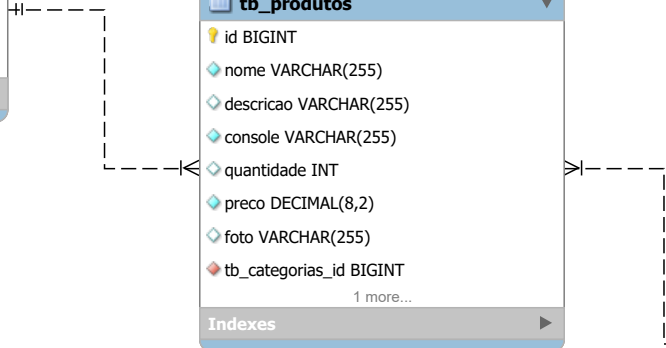 tb_produtos
id BIGINT
nome VARCHAR(255)
descricao VARCHAR(255)
console VARCHAR(255)
quantidade INT
preco DECIMAL(8,2)
foto VARCHAR(255)
tb_categorias_id BIGINT
1 more...
Indexes